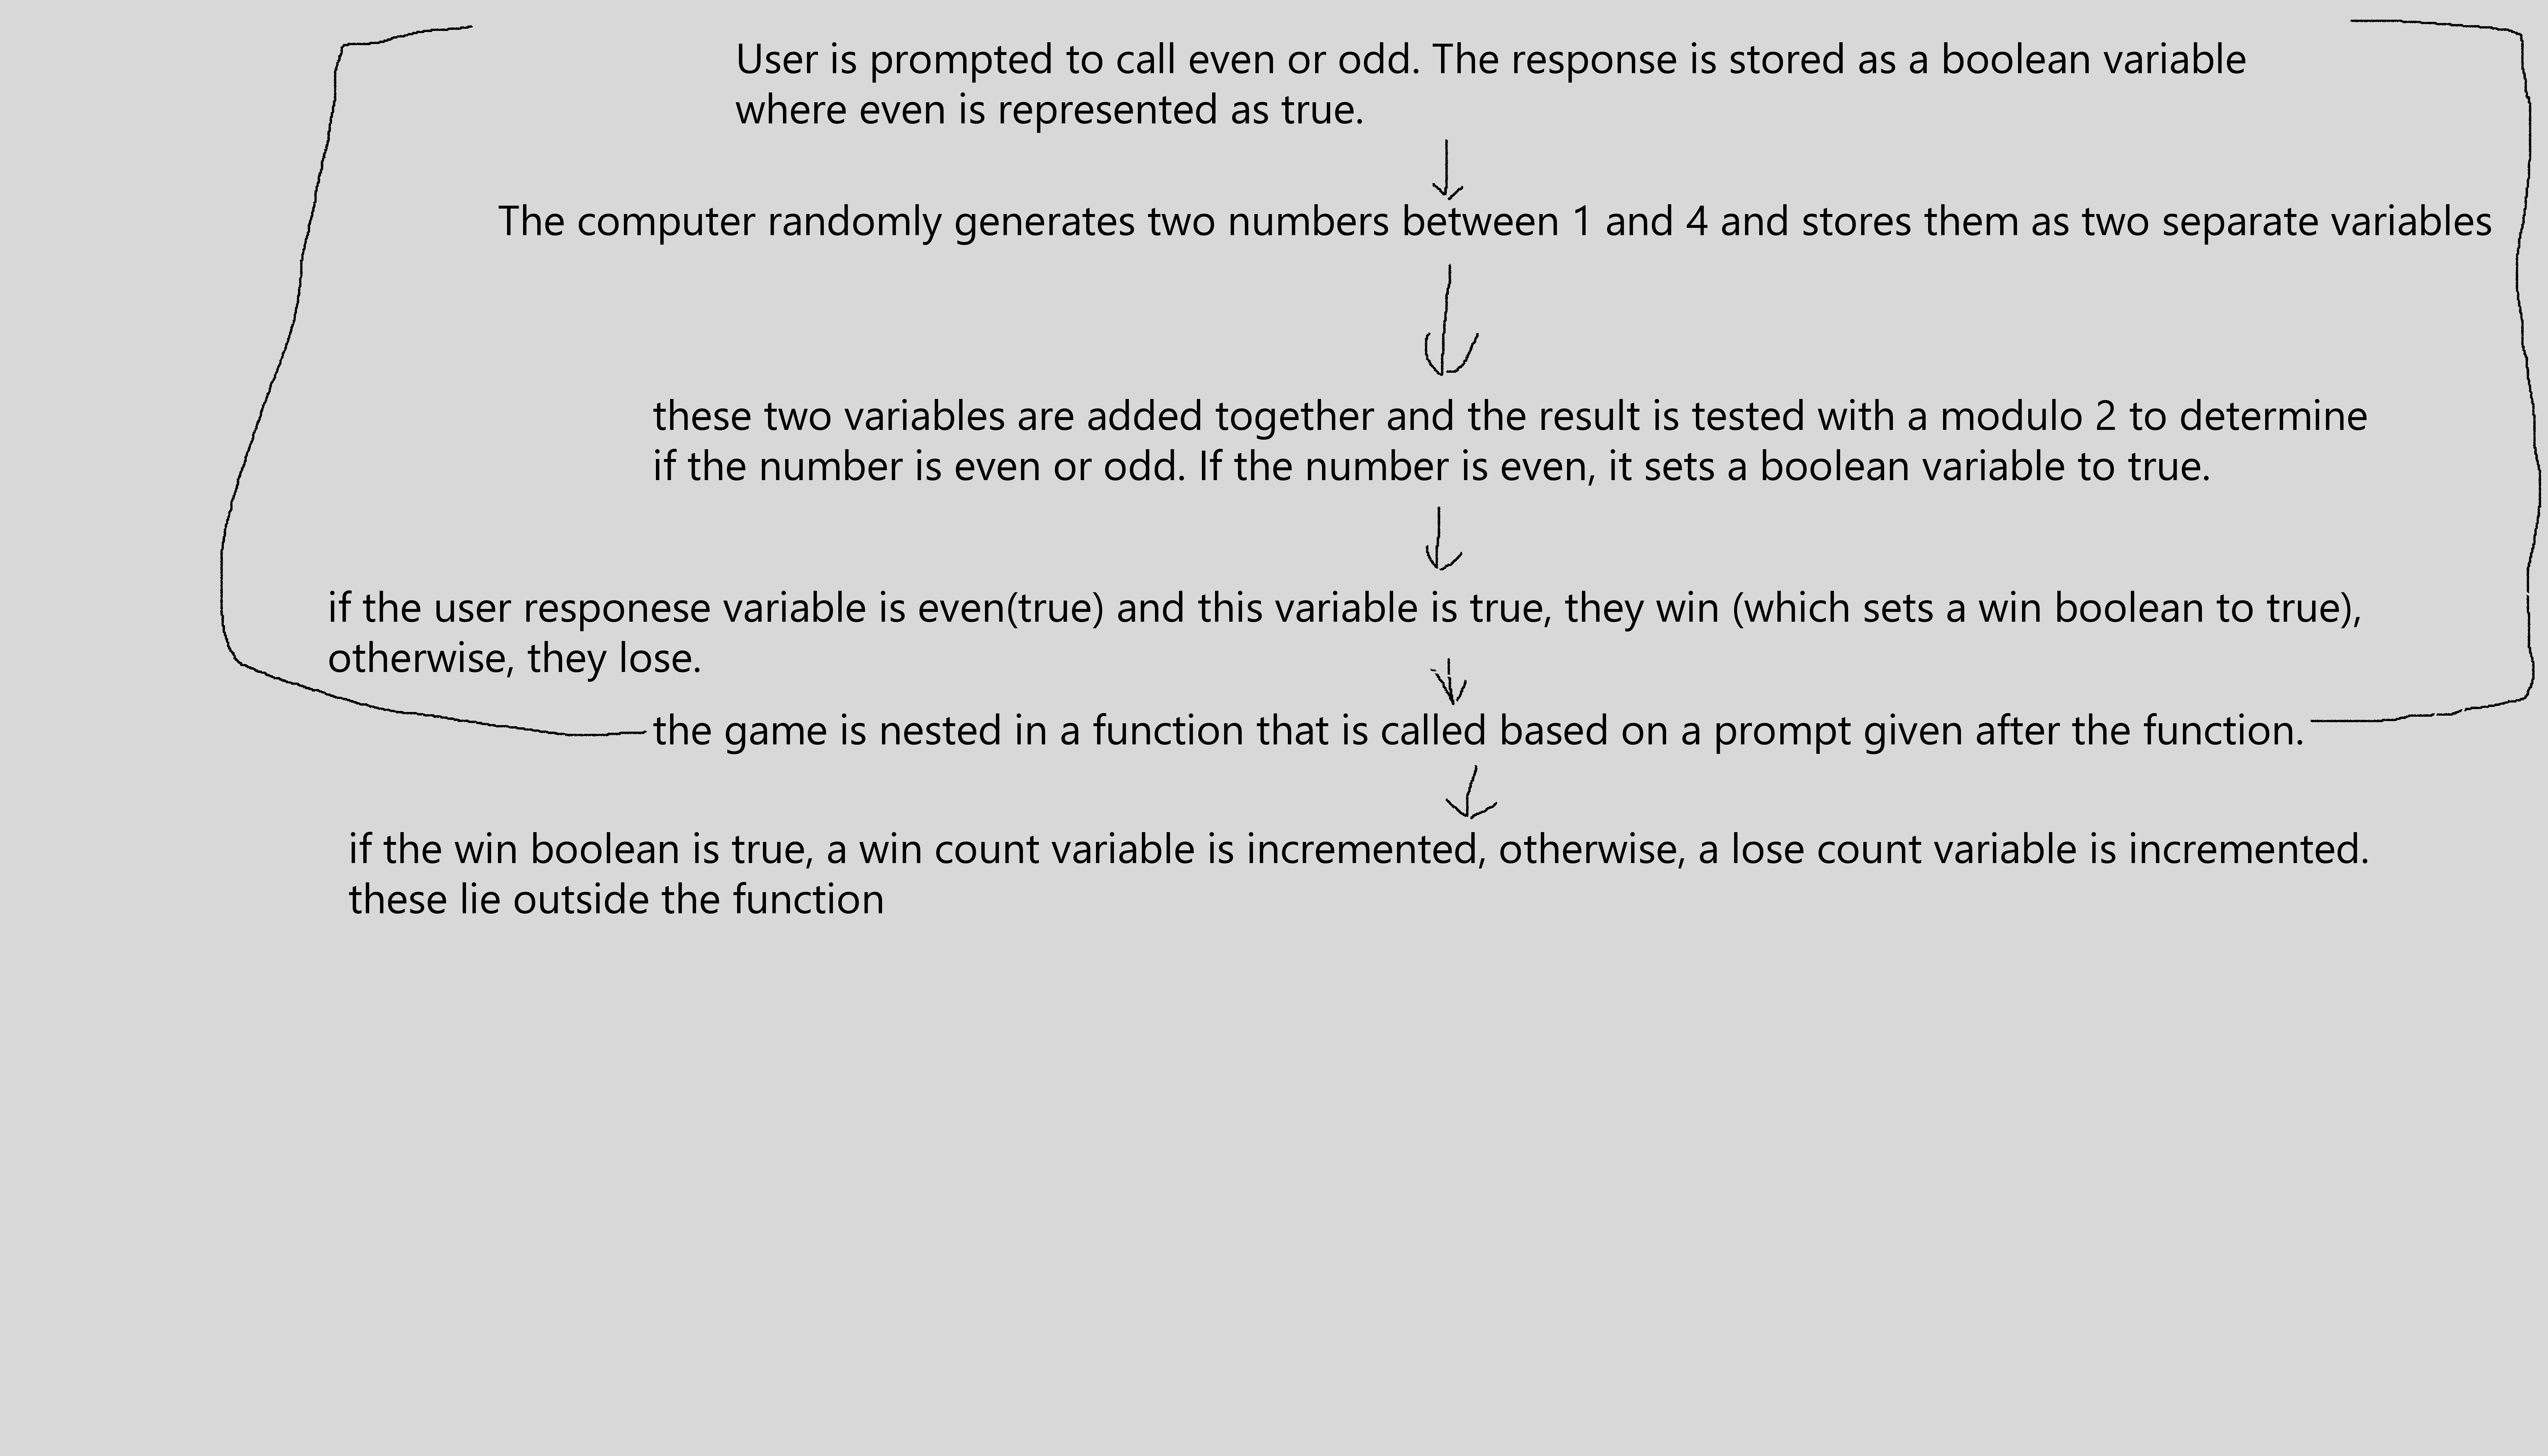 User is prompted to call even or odd. The response is stored as a boolean variable
where even is represented as true.
The computer randomly generates two numbers between 1 and 4 and stores them as two separate variables
these two variables are added together and the result is tested with a modulo 2 to determine
if the number is even or odd. If the number is even, it sets a boolean variable to true.
if the user responese variable is even(true) and this variable is true, they win (which sets a win boolean to true),
otherwise, they lose.
the game is nested in a function that is called based on a prompt given after the function.
if the win boolean is true, a win count variable is incremented, otherwise, a lose count variable is incremented.
these lie outside the function